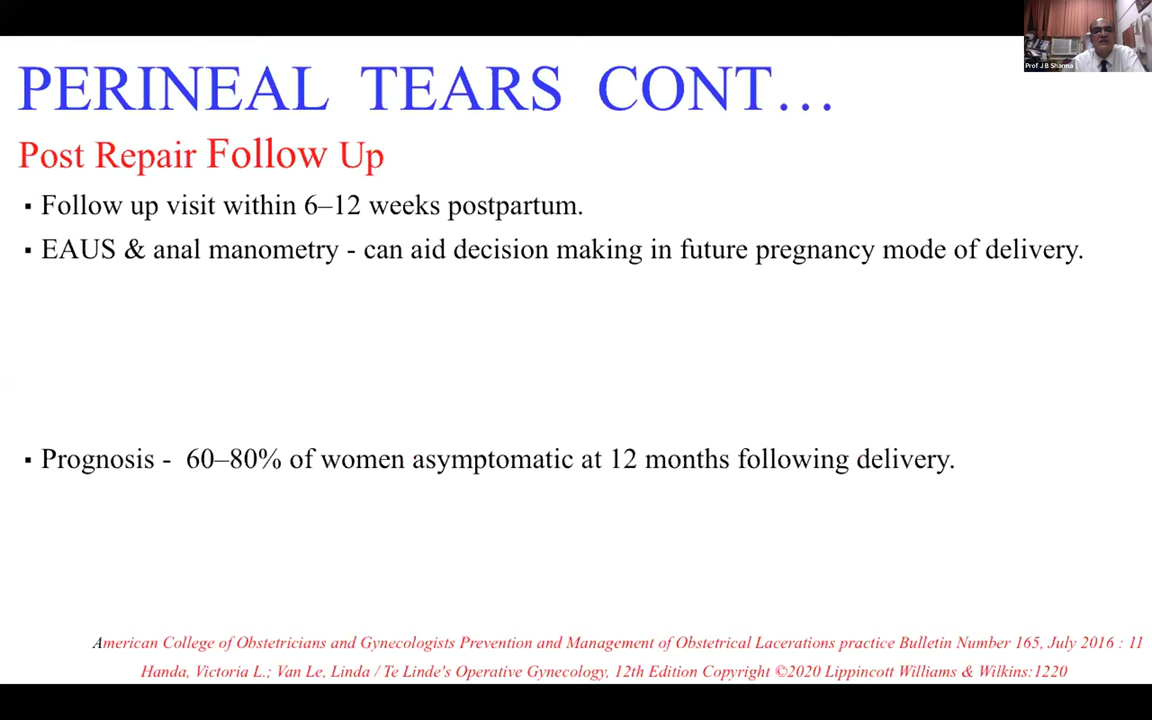 Prof J B Sharma
PERINEAL TEARS CONT...
Post Repair Follow Up
▪ Follow up visit within 6–12 weeks postpartum.
▪ EAUS & anal manometry - can aid decision making in future pregnancy mode of delivery.
▪ Prognosis - 60–80% of women asymptomatic at 12 months following delivery.
American College of Obstetricians and Gynecologists Prevention and Management of Obstetrical Lacerations practice Bulletin Number 165, July 2016 : 11
Handa, Victoria L.; Van Le, Linda / Te Linde's Operative Gynecology, 12th Edition Copyright ©2020 Lippincott Williams & Wilkins:1220